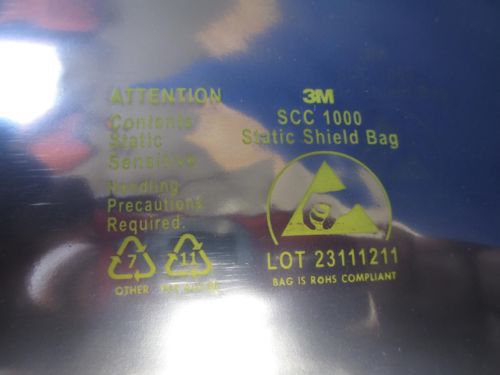 ATTENTION
Contents
Static
Sensitive
Handling
Precautions
Required.
7
11
OTHER
3M
SCC 1000
Static Shield Bag
LOT 23111211
BAG IS ROHS COMPLIANT